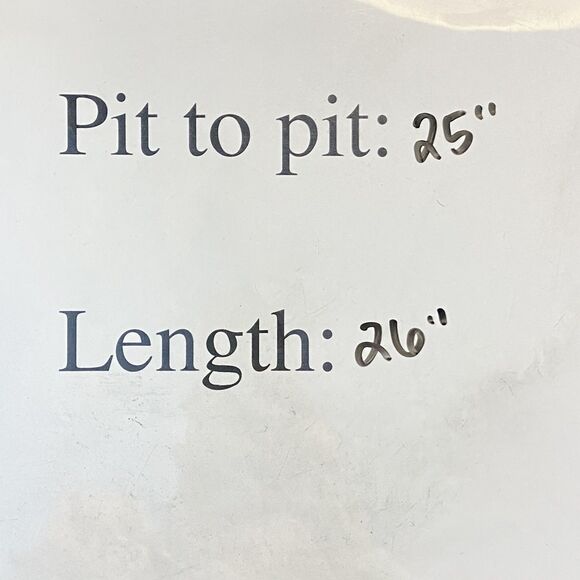 Pit to pit: 25"
Length: 26"